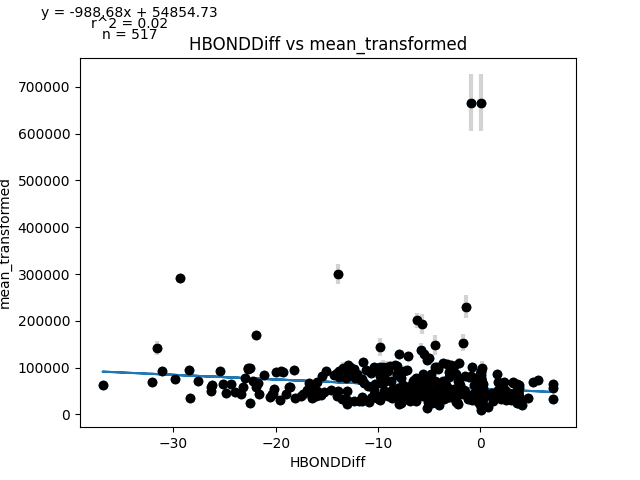 y = -988.68x + 54854.73
r^2 = 0.02
n = 517
HBONDDiff vs mean_transformed
700000
600000
500000
400000
300000
200000
100000
0
mean_transformed
−30
−20
−10
0
HBONDDiff